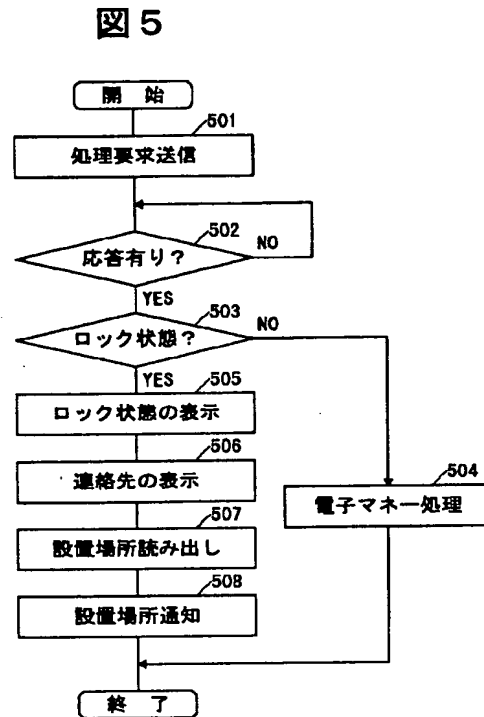 図5
開 始
501
処理要求送信
502
応答有り？
NO
YES
503
ロック状態？
NO
YES
505
ロック状態の表示
506
連絡先の表示
504
電子マネー処理
507
設置場所読み出し
508
設置場所通知
終 了